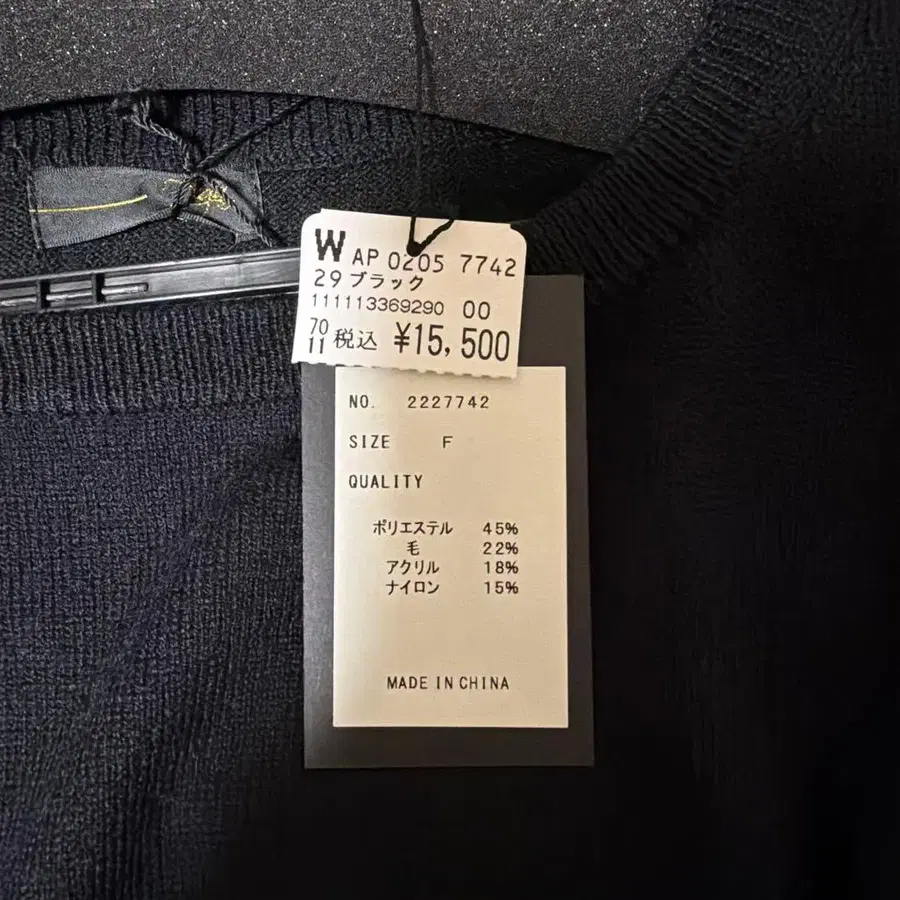 W AP 0205 7742
29 ブラック
111113369290 00
70 11 税込 ¥15,500
NO. 2227742
SIZE F
QUALITY
ポリエステル 45%
毛 22%
アクリル 18%
ナイロン 15%
MADE IN CHINA